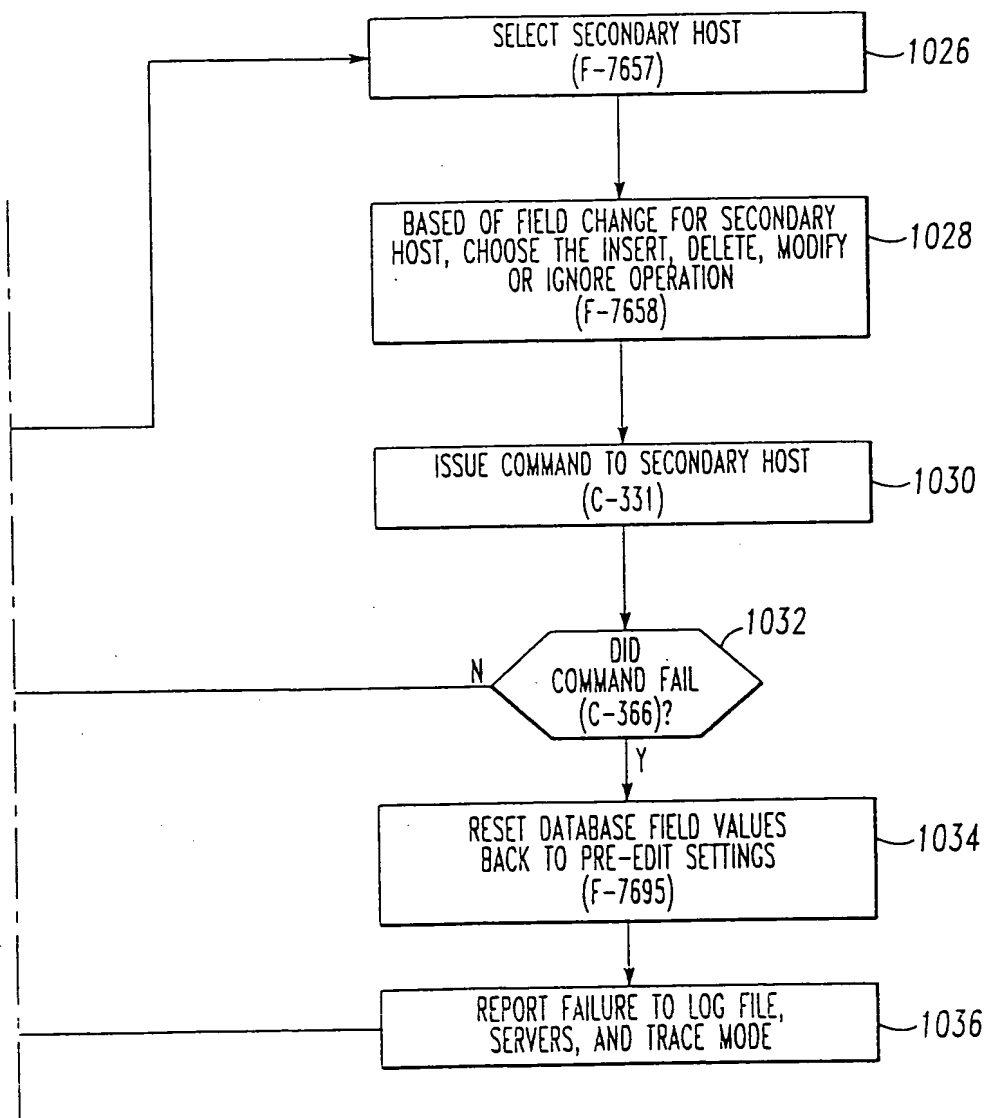 SELECT SECONDARY HOST
(F-7657)
1026
BASED OF FIELD CHANGE FOR SECONDARY
HOST, CHOOSE THE INSERT, DELETE, MODIFY
OR IGNORE OPERATION
(F-7658)
1028
ISSUE COMMAND TO SECONDARY HOST
(C-331)
1030
DID
COMMAND FAIL
(C-366)?
1032
N
Y
RESET DATABASE FIELD VALUES
BACK TO PRE-EDIT SETTINGS
(F-7695)
1034
REPORT FAILURE TO LOG FILE,
SERVERS, AND TRACE MODE
1036